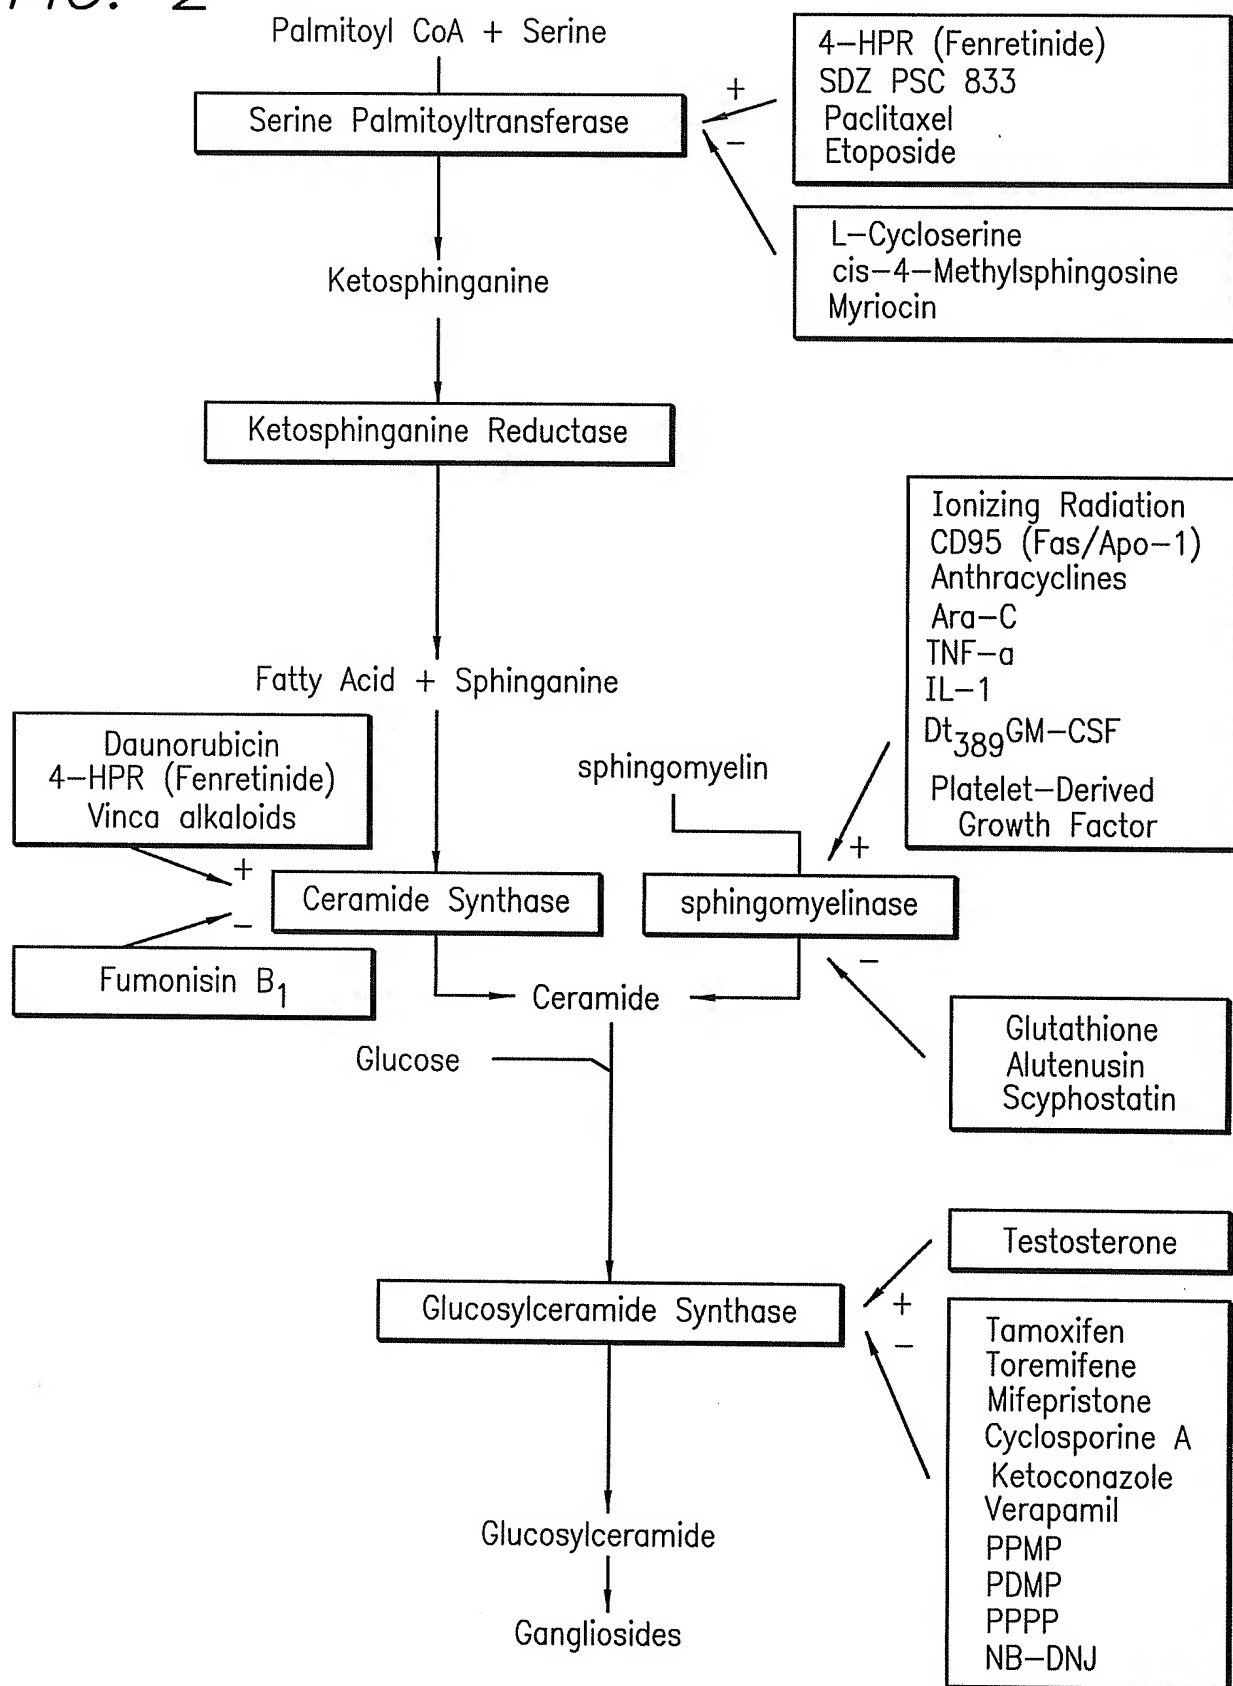 FIG. 2
Palmitoyl CoA + Serine
4-HPR (Fenretinide)
SDZ PSC 833
Paclitaxel
Etoposide
+
Serine Palmitoyltransferase
-
L-Cycloserine
cis-4-Methylsphingosine
Myriocin
Ketosphinganine
Ketosphinganine Reductase
Ionizing Radiation
CD95 (Fas/Apo-1)
Anthracyclines
Ara-C
TNF-a
IL-1
Dt389GM-CSF
Platelet-Derived
Growth Factor
Fatty Acid + Sphinganine
Daunorubicin
4-HPR (Fenretinide)
Vinca alkaloids
sphingomyelin
+
+
Ceramide Synthase
sphingomyelinase
-
-
Fumonisin B1
Ceramide
Glucose
Glutathione
Alutenusin
Scyphostatin
Testosterone
+
Glucosylceramide Synthase
-
Tamoxifen
Toremifene
Mifepristone
Cyclosporine A
Ketoconazole
Verapamil
PPMP
PDMP
PPPP
NB-DNJ
Glucosylceramide
Gangliosides